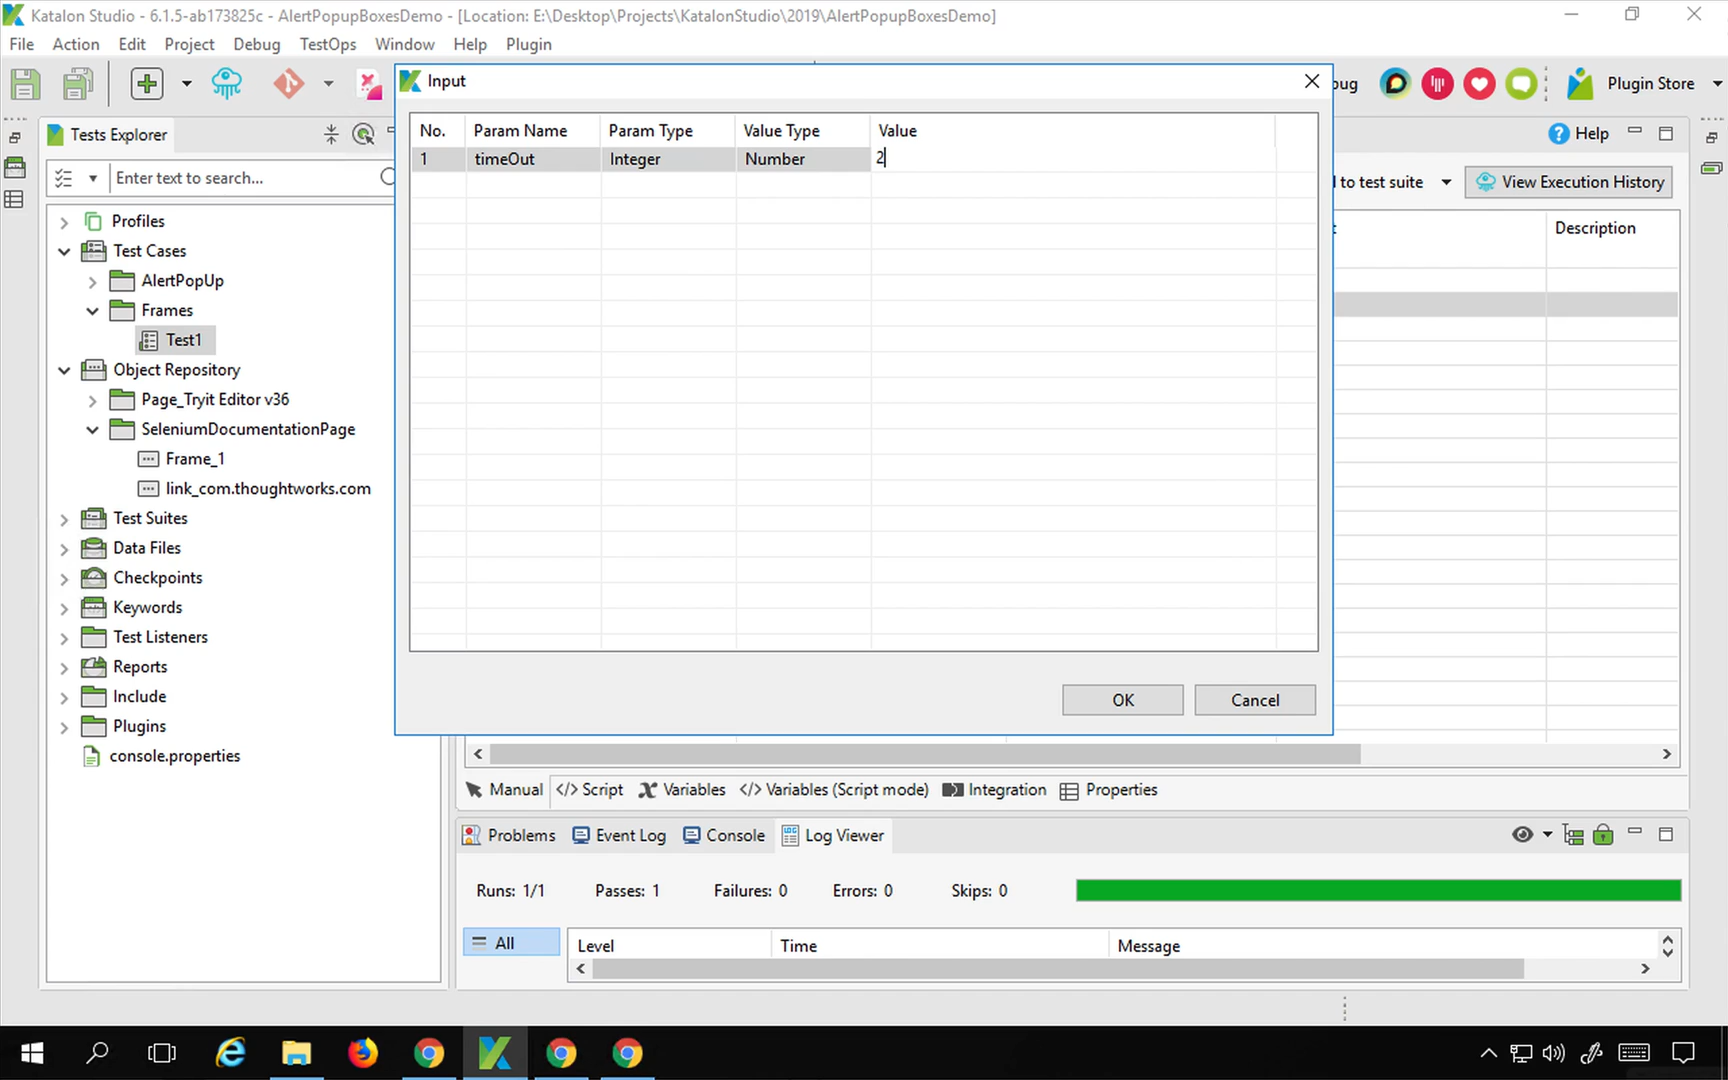 Katalon Studio - 6.1.5-ab173825c - AlertPopupBoxesDemo - [Location: E:\Desktop\Projects\KatalonStudio\2019\AlertPopupBoxesDemo]
File Action Edit Project Debug TestOps Window Help Plugin
Input
bug
Plugin Store
Tests Explorer
Help
Enter text to search...
to test suite
View Execution History
No. Param Name Param Type Value Type Value
1 timeOut Integer Number 2
Description
Profiles
Test Cases
AlertPopUp
Frames
Test1
Object Repository
Page_Tryit Editor v36
SeleniumDocumentationPage
Frame_1
link_com.thoughtworks.com
Test Suites
Data Files
Checkpoints
Keywords
Test Listeners
Reports
Include
Plugins
console.properties
OK Cancel
Manual </> Script Variables </> Variables (Script mode) Integration Properties
Problems Event Log Console Log Viewer
Runs: 1/1 Passes: 1 Failures: 0 Errors: 0 Skips: 0
All Level Time Message